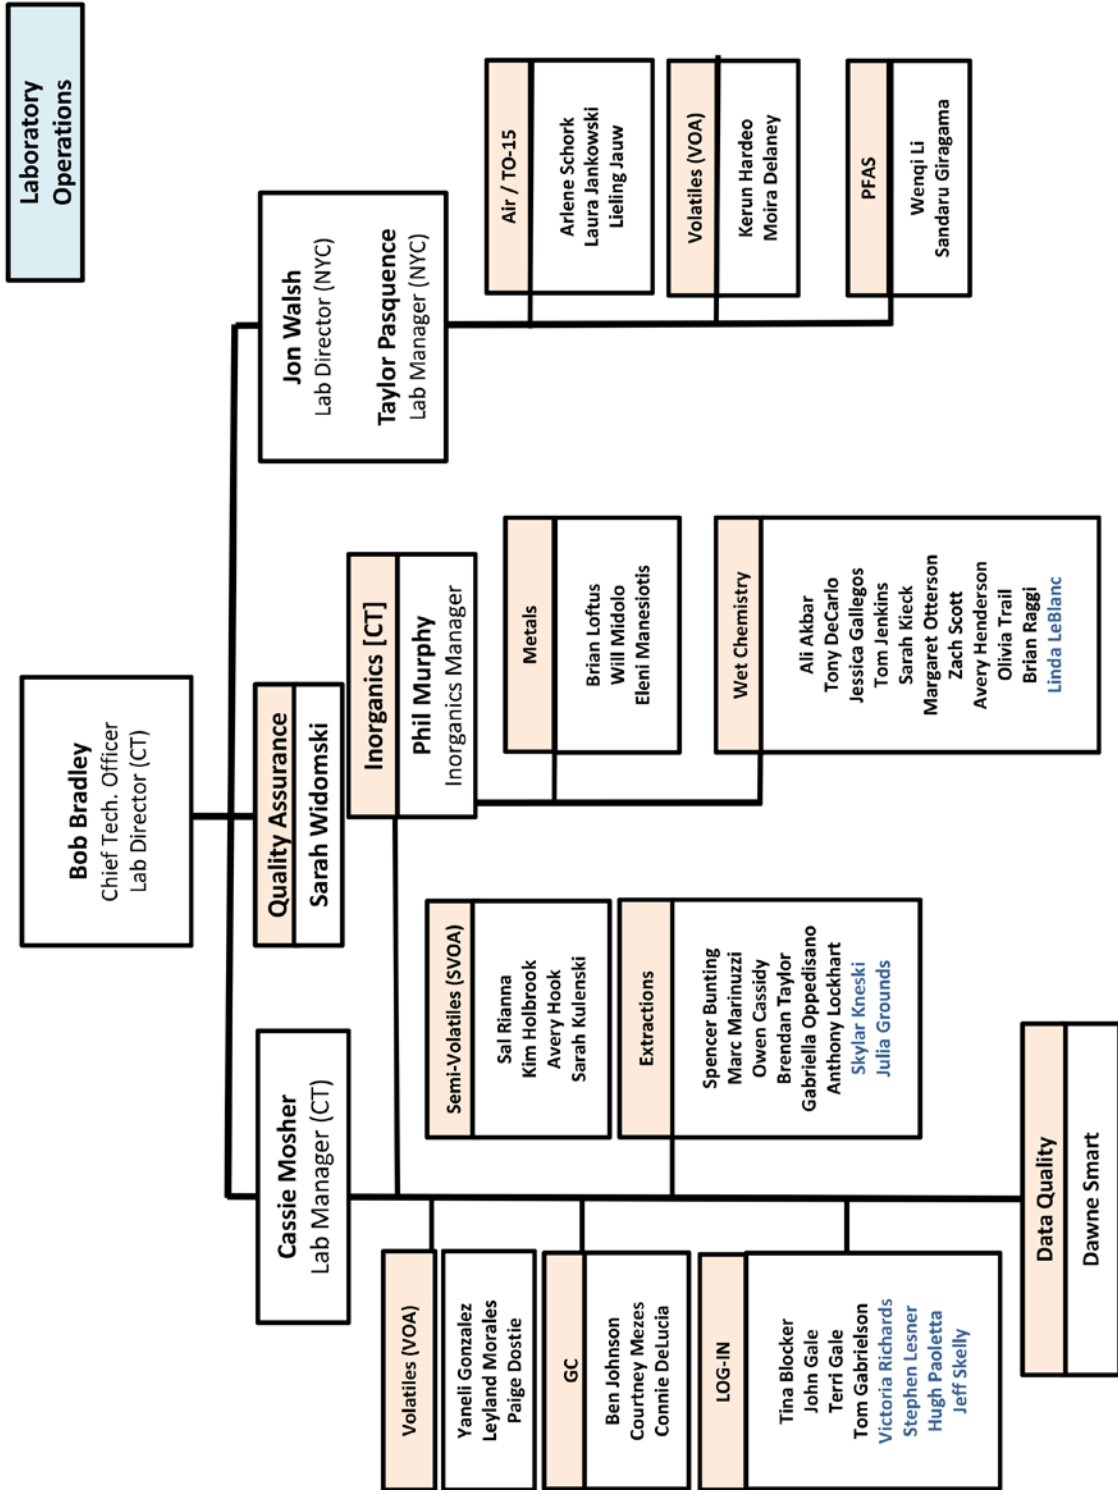 Laboratory
Operations
Bob Bradley
Chief Tech. Officer
Lab Director (CT)
Cassie Mosher
Lab Manager (CT)
Quality Assurance
Sarah Widomski
Jon Walsh
Lab Director (NYC)
Taylor Pasquence
Lab Manager (NYC)
Inorganics [CT]
Phil Murphy
Inorganics Manager
Volatiles (VOA)
Yaneli Gonzalez
Leyland Morales
Paige Dostie
GC
Ben Johnson
Courtney Mezes
Connie DeLucia
LOG-IN
Tina Blocker
John Gale
Terri Gale
Tom Gabrielson
Victoria Richards
Stephen Lesner
Hugh Paoletta
Jeff Skelly
Semi-Volatiles (SVOA)
Sal Rianna
Kim Holbrook
Avery Hook
Sarah Kulenski
Extractions
Spencer Bunting
Marc Marinuzzi
Owen Cassidy
Brendan Taylor
Gabriella Oppedisano
Anthony Lockhart
Skylar Kneski
Julia Grounds
Data Quality
Dawne Smart
Metals
Brian Loftus
Will Midolo
Eleni Manesiotis
Wet Chemistry
Ali Akbar
Tony DeCarlo
Jessica Gallegos
Tom Jenkins
Sarah Kieck
Margaret Otterson
Zach Scott
Avery Henderson
Olivia Trail
Brian Raggi
Linda LeBlanc
Air / TO-15
Arlene Schork
Laura Jankowski
Lieling Jauw
Volatiles (VOA)
Kerun Hardeo
Moira Delaney
PFAS
Wenqi Li
Sandaru Giragama